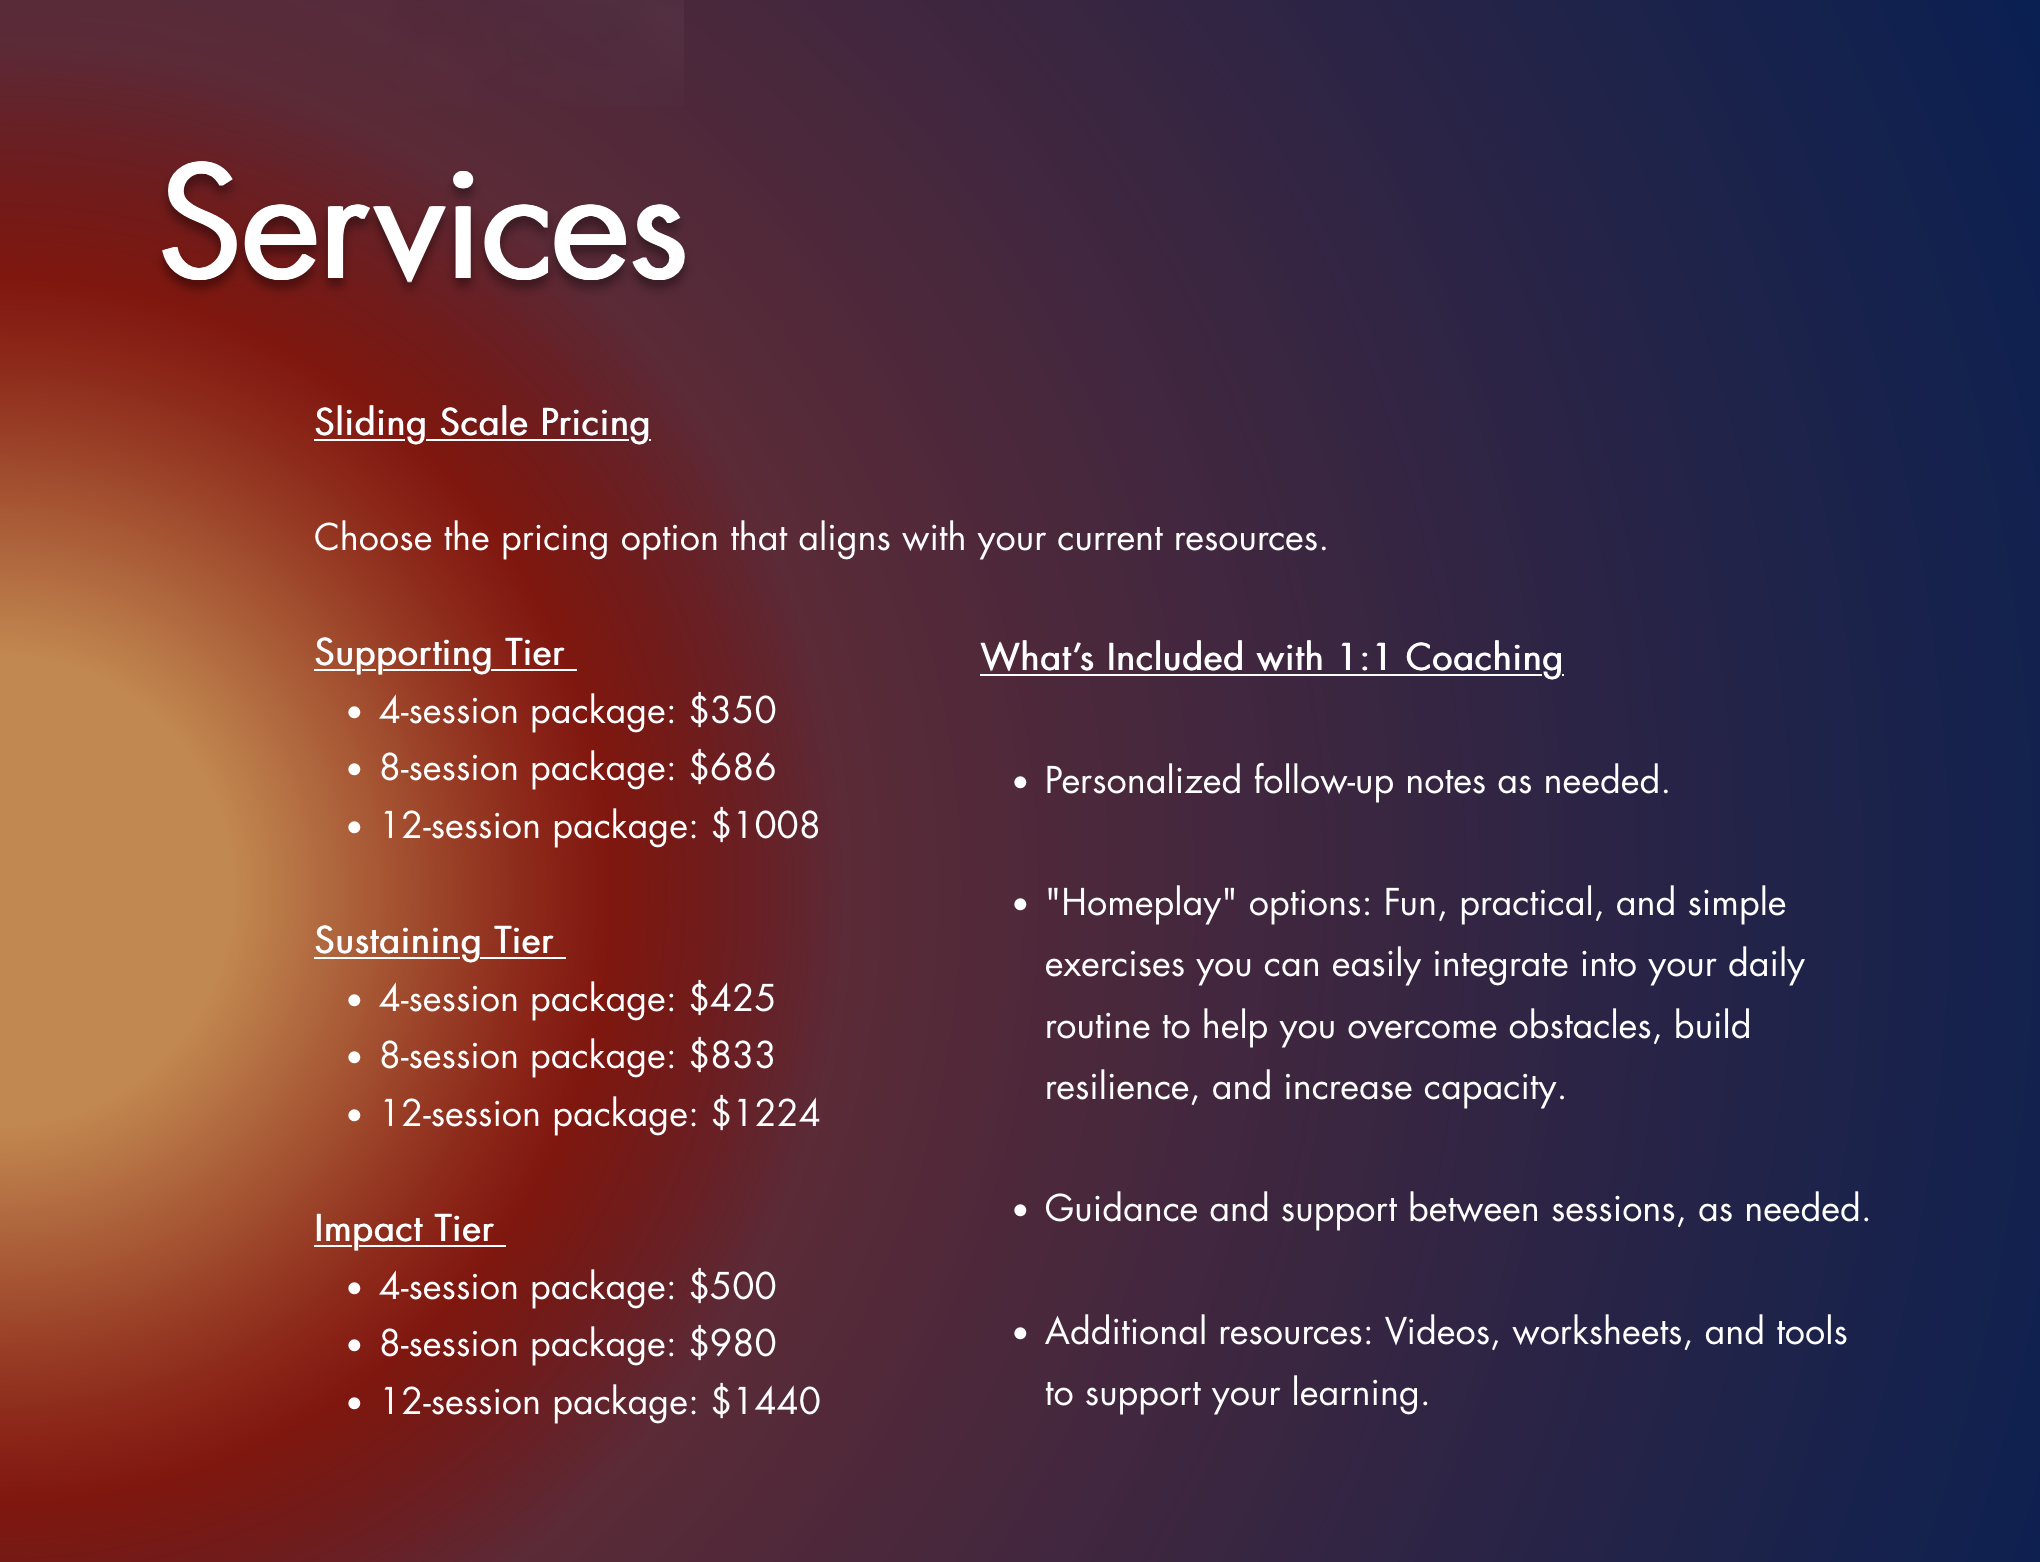 Services
Sliding Scale Pricing
Choose the pricing option that aligns with your current resources.
Supporting Tier
• 4-session package: $350
• 8-session package: $686
• 12-session package: $1008
Sustaining Tier
• 4-session package: $425
• 8-session package: $833
• 12-session package: $1224
Impact Tier
• 4-session package: $500
• 8-session package: $980
• 12-session package: $1440
What’s Included with 1:1 Coaching
• Personalized follow-up notes as needed.
• "Homeplay" options: Fun, practical, and simple
exercises you can easily integrate into your daily
routine to help you overcome obstacles, build
resilience, and increase capacity.
• Guidance and support between sessions, as needed.
• Additional resources: Videos, worksheets, and tools
to support your learning.